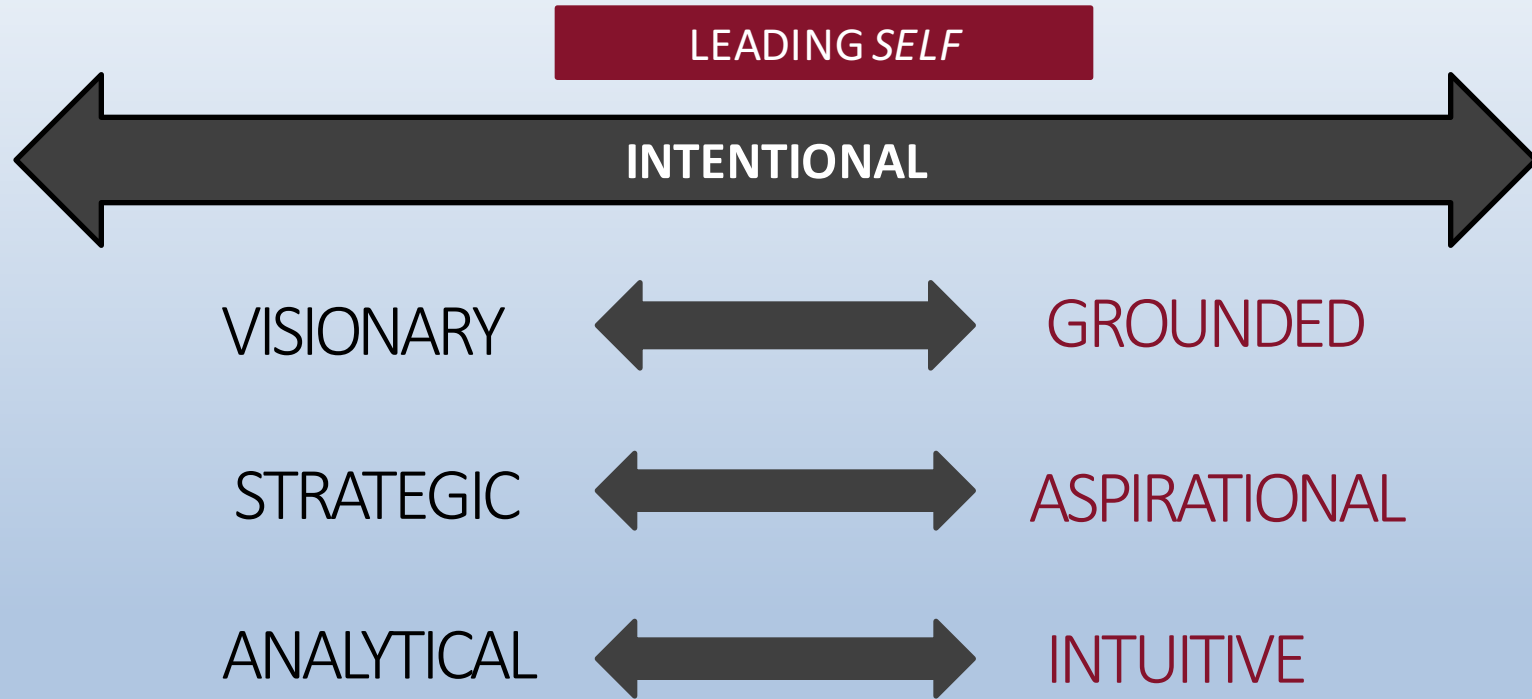 LEADING SELF
INTENTIONAL
VISIONARY GROUNDED
STRATEGIC ASPIRATIONAL
ANALYTICAL INTUITIVE